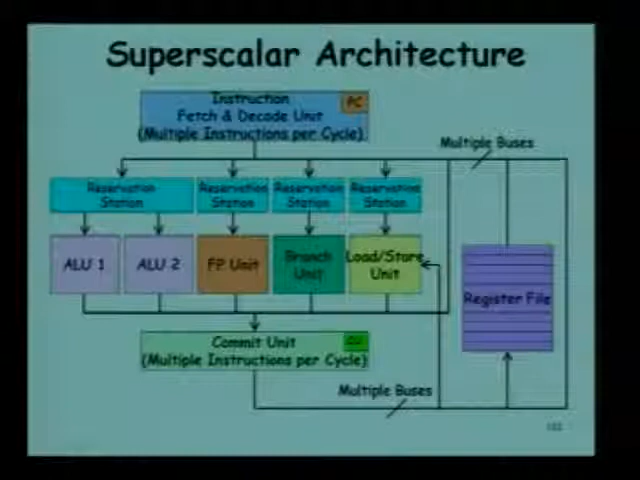 Superscalar Architecture
Instruction
PC
Fetch & Decode Unit
(Multiple Instructions per Cycle)
Multiple Buses
Reservation
Station
Reservation
Station
Reservation
Station
Reservation
Station
ALU 1
ALU 2
FP Unit
Branch
Unit
Load/Store
Unit
Register File
Commit Unit
(Multiple Instructions per Cycle)
Multiple Buses